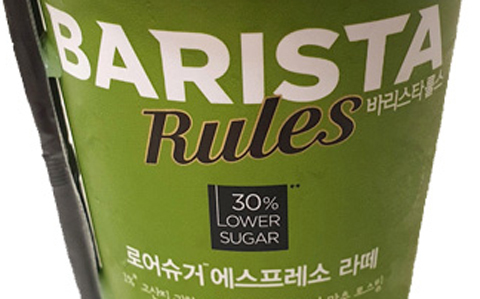 BARISTA
Rules
바리스타룰스
30%
LOWER
SUGAR
로어슈거 에스프레소 라떼
1%